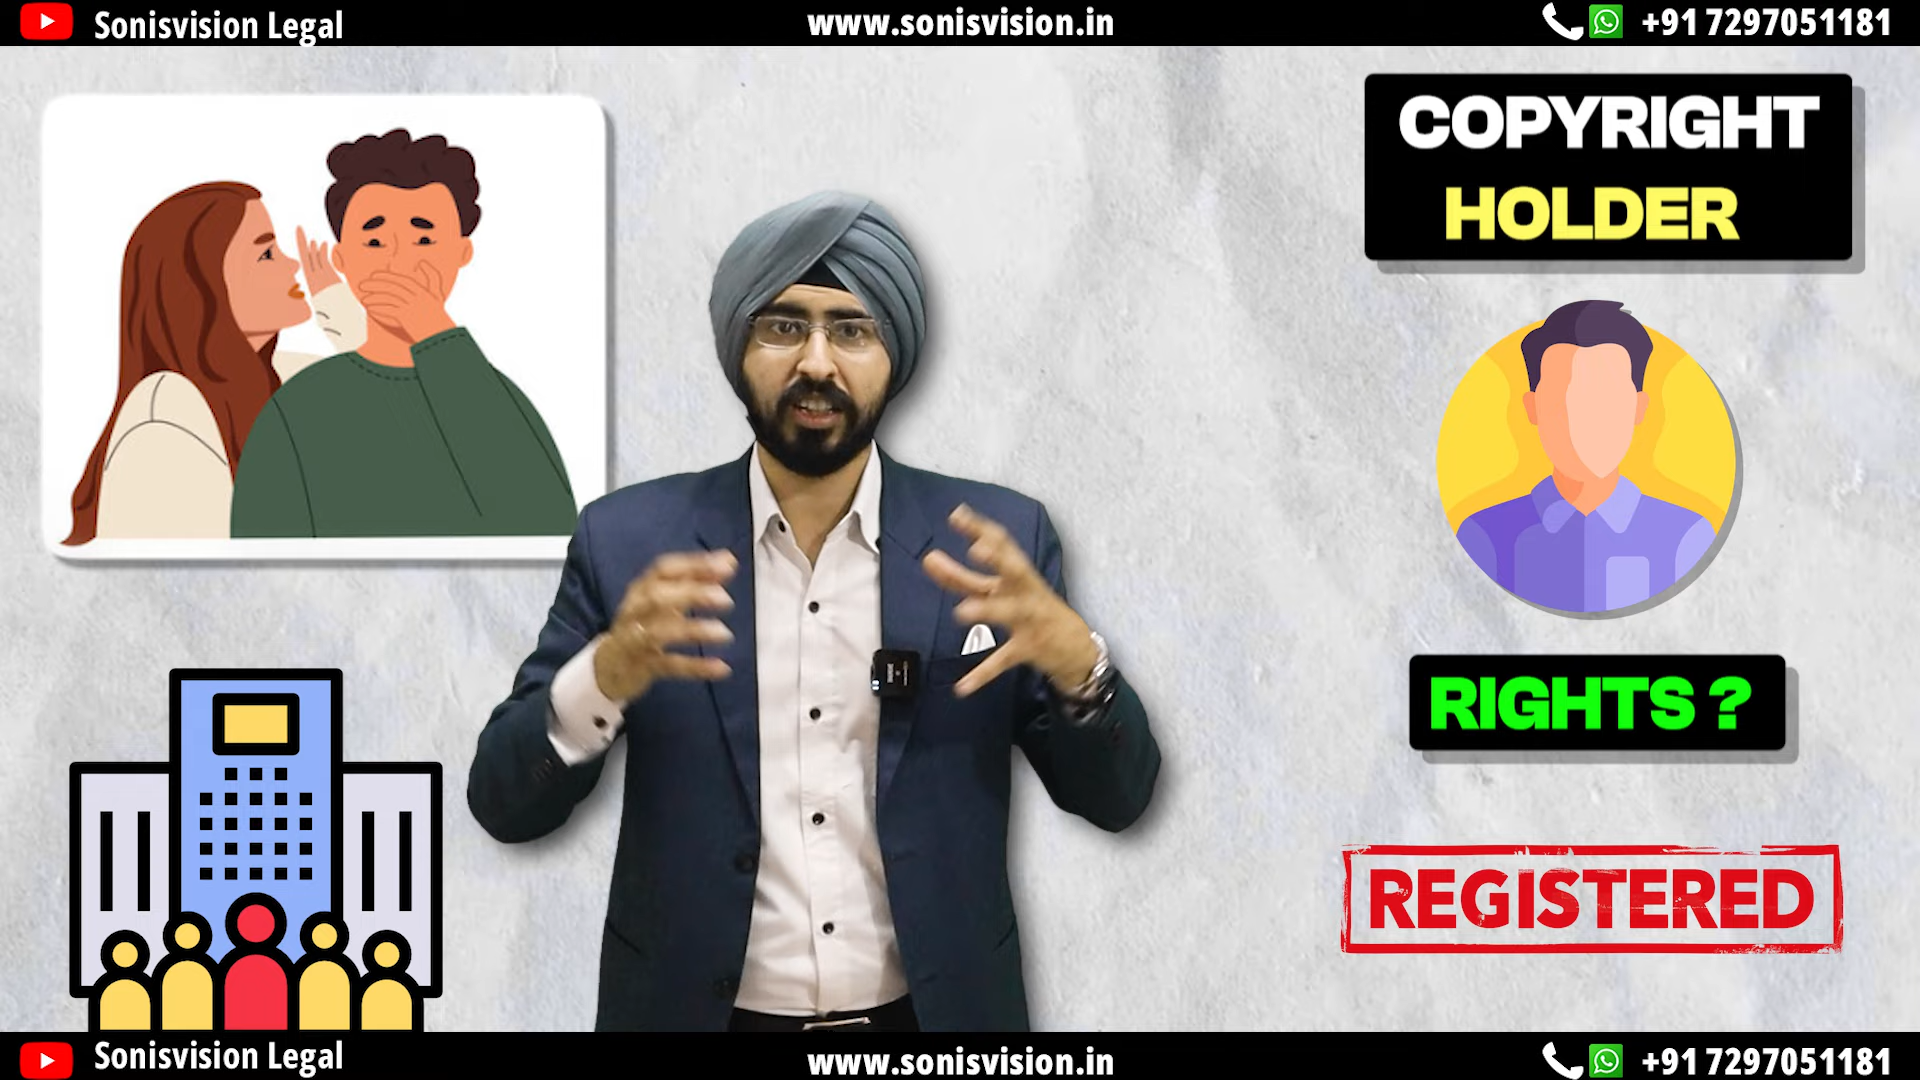 Sonisvision Legal
www.sonisvision.in
+91 7297051181
COPYRIGHT
HOLDER
RIGHTS ?
REGISTERED
Sonisvision Legal
www.sonisvision.in
+91 7297051181